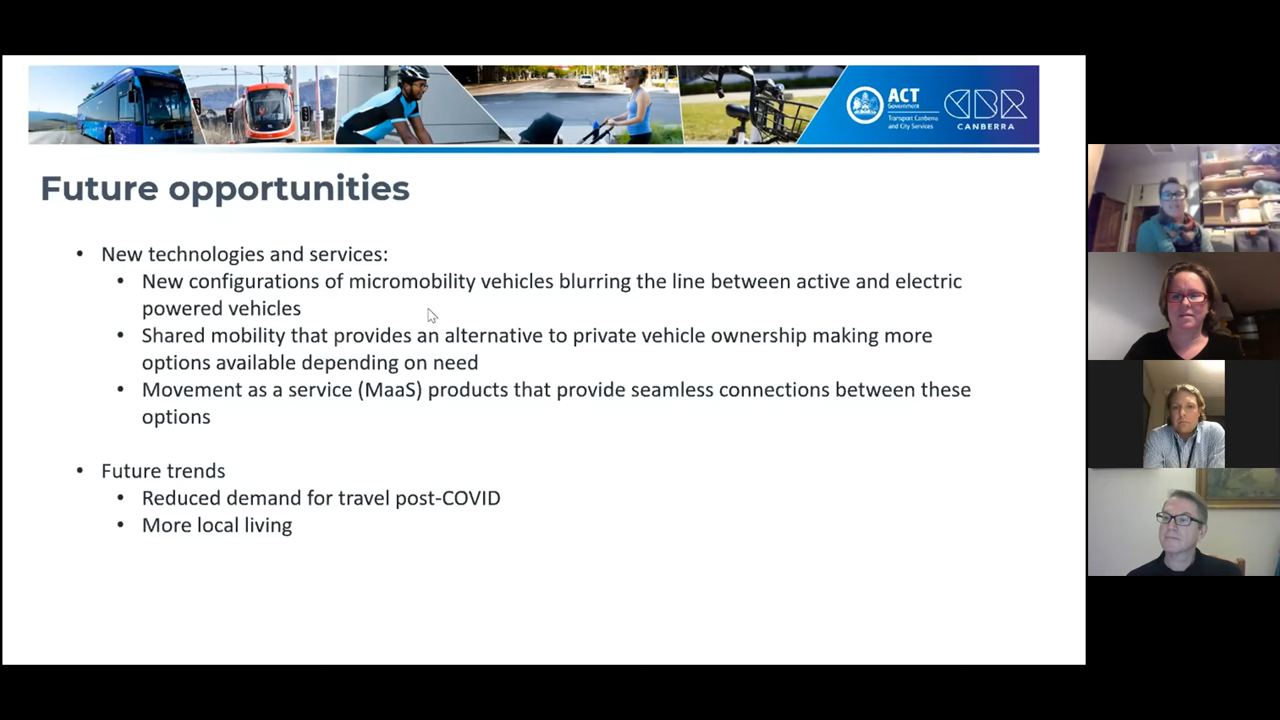 ACT
Government
Transport Canberra
and City Services
CBR
CANBERRA
Future opportunities
• New technologies and services:
• New configurations of micromobility vehicles blurring the line between active and electric
powered vehicles
• Shared mobility that provides an alternative to private vehicle ownership making more
options available depending on need
• Movement as a service (MaaS) products that provide seamless connections between these
options
• Future trends
• Reduced demand for travel post-COVID
• More local living